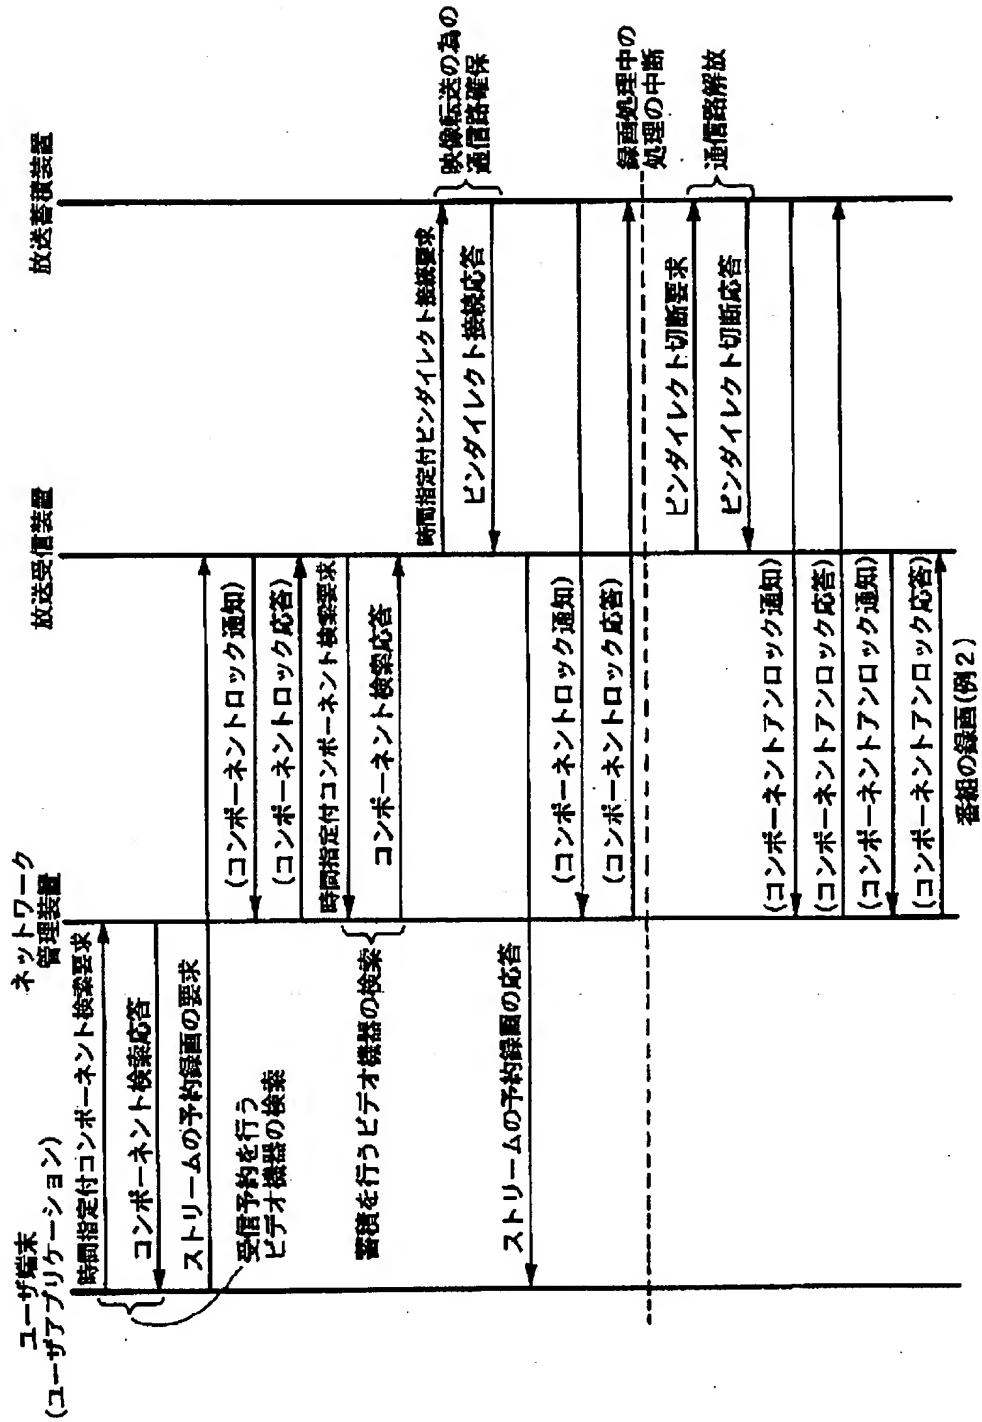 ユーザ端末
(ユーザアプリケーション)
ネットワーク
管理装置
放送受信装置
放送蓄積装置
時間指定付コンポーネント検索要求
コンポーネント検索応答
ストリームの予約録画の要求
受信予約を行う
ビデオ機器の検索
(コンポーネントロック通知)
(コンポーネントロック応答)
時間指定付コンポーネント検索要求
コンポーネント検索応答
蓄積を行うビデオ機器の検索
時間指定付ピンダイレクト接続要求
ピンダイレクト接続応答
映像転送の為の
通信路確保
ストリームの予約録画の応答
(コンポーネントロック通知)
(コンポーネントロック応答)
録画処理中の
処理の中断
ピンダイレクト切断要求
ピンダイレクト切断応答
通信路解放
(コンポーネントアンロック通知)
(コンポーネントアンロック応答)
(コンポーネントアンロック通知)
(コンポーネントアンロック応答)
番組の録画(例2)